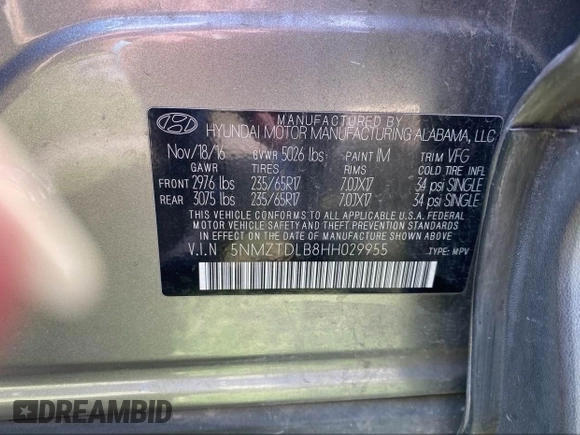 MANUFACTURED BY
HYUNDAI MOTOR MANUFACTURING ALABAMA, LLC
Nov/18/16 GVWR 5026 lbs PAINT IM TRIM VFG
GAWR TIRES RIMS COLD TIRE INFL
FRONT 2976 lbs 235/65R17 7.0JX17 34 psi SINGLE
REAR 3075 lbs 235/65R17 7.0JX17 34 psi SINGLE
THIS VEHICLE CONFORMS TO ALL APPLICABLE U.S.A. FEDERAL
MOTOR VEHICLE SAFETY AND THEFT PREVENTION STANDARDS
IN EFFECT ON THE DATE OF MANUFACTURE SHOWN ABOVE.
V.I.N 5NMZTDLB8HH029955 TYPE: MPV
DREAMBID